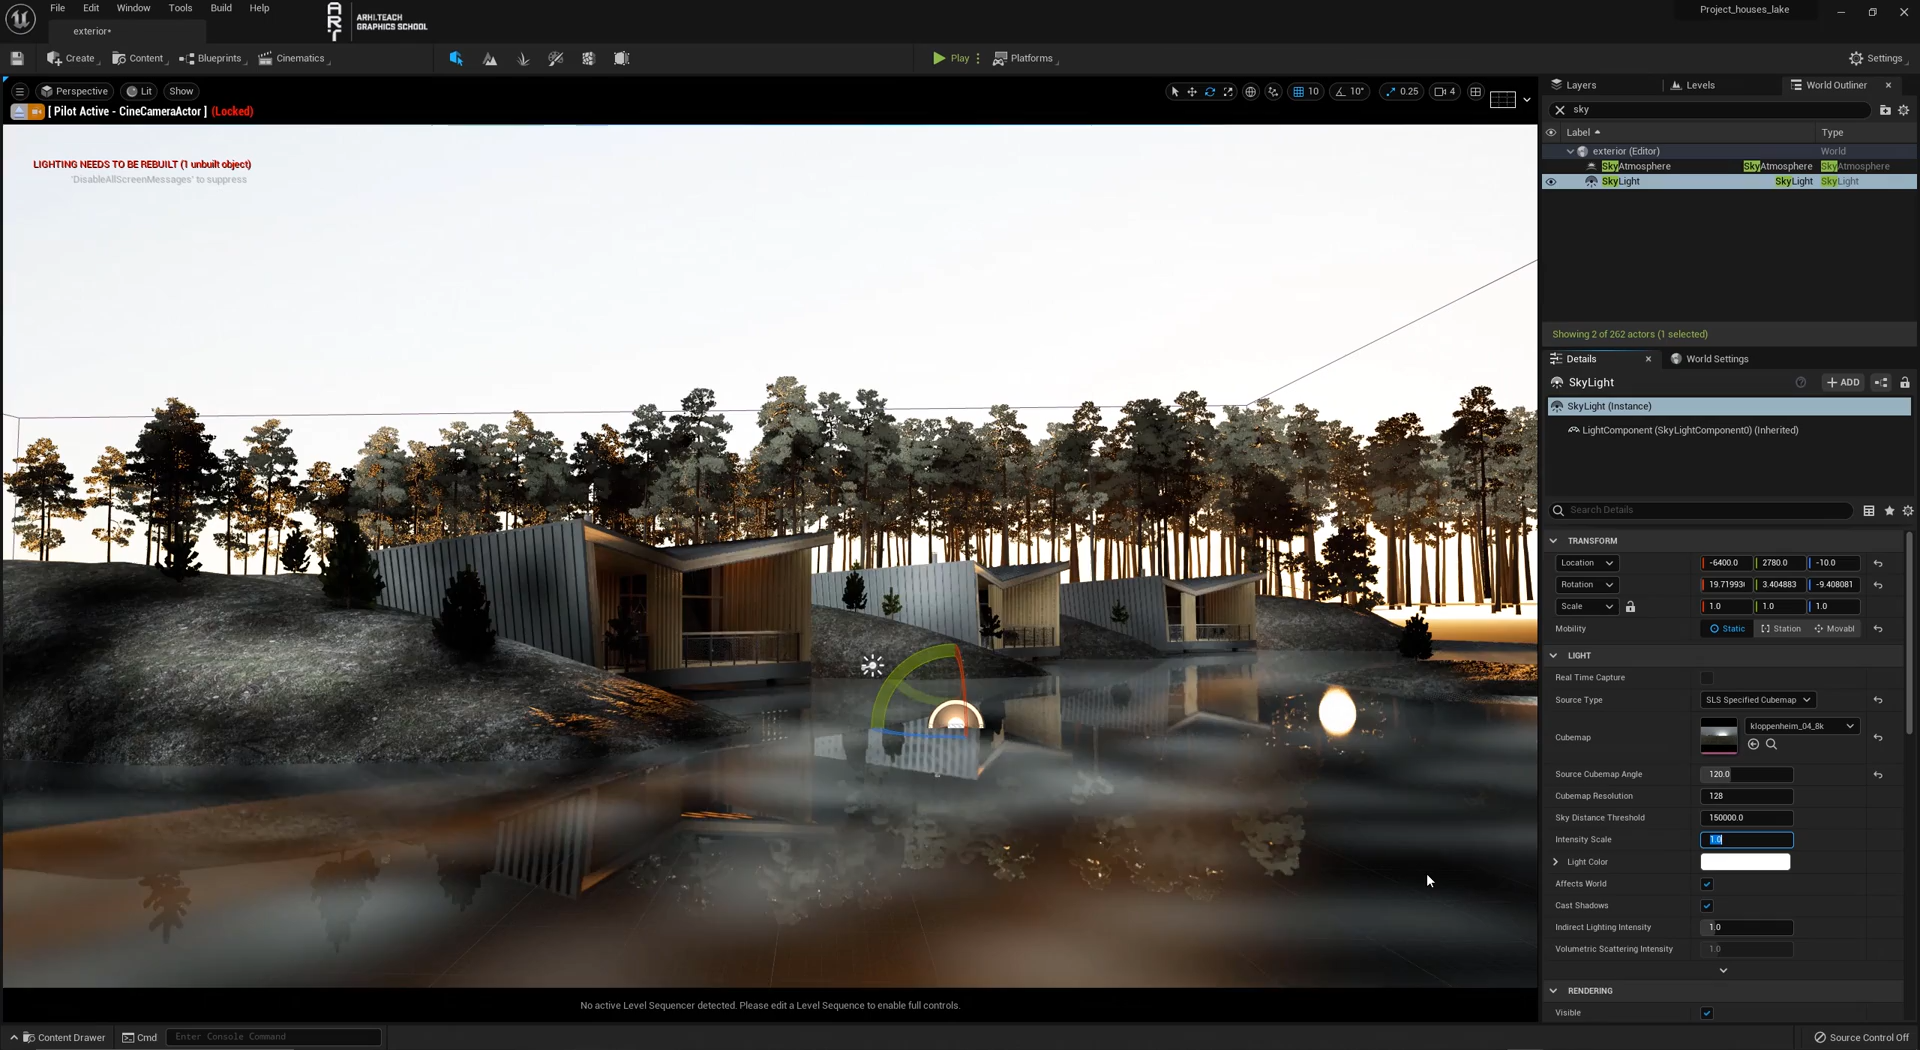 File Edit Window Tools Build Help
Project_houses_lake
exterior*
ARHI.TEACH
GRAPHICS SCHOOL
Create Content Blueprints Cinematics
Play Platforms
Settings
Perspective Lit Show
10 10° 0.25 4
[ Pilot Active - CineCameraActor ] (Locked)
LIGHTING NEEDS TO BE REBUILT (1 unbuilt object)
'DisableAllScreenMessages' to suppress
No active Level Sequencer detected. Please edit a Level Sequence to enable full controls.
Layers Levels World Outliner
sky
Label Type
exterior (Editor) World
SkyAtmosphere SkyAtmosphere SkyAtmosphere
SkyLight SkyLight SkyLight
Showing 2 of 262 actors (1 selected)
Details World Settings
SkyLight ADD
SkyLight (Instance)
LightComponent (SkyLightComponent0) (Inherited)
Search Details
TRANSFORM
Location -6400.0 2780.0 -10.0
Rotation 3.404883 -9.408081
Scale 1.0 1.0 1.0
Mobility Static Station Movabl
LIGHT
Real Time Capture
Source Type SLS Specified Cubemap
Cubemap kloppenheim_04_8k
Source Cubemap Angle 120.0
Cubemap Resolution 128
Sky Distance Threshold 150000.0
Intensity Scale 1.0
Light Color
Affects World
Cast Shadows
Indirect Lighting Intensity 1.0
Volumetric Scattering Intensity 1.0
RENDERING
Visible
Content Drawer Cmd Enter Console Command
Source Control Off